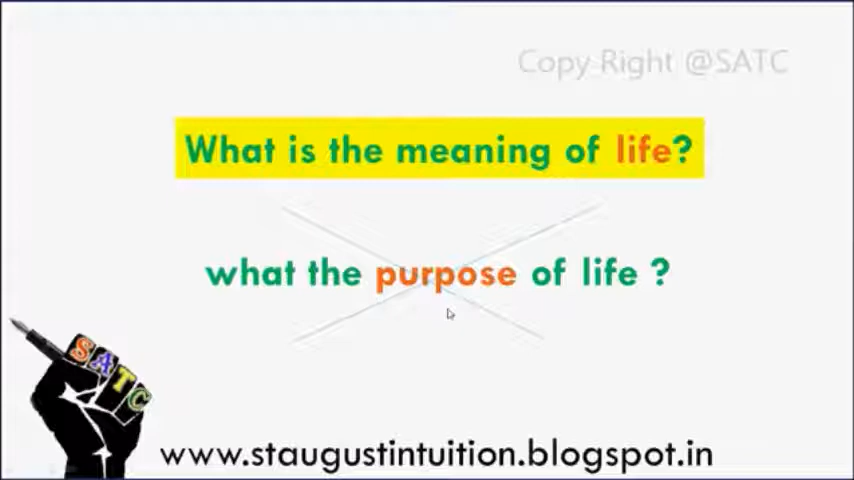 Copy Right @SATC
What is the meaning of life?
what the purpose of life ?
SATC
www.staugustintuition.blogspot.in